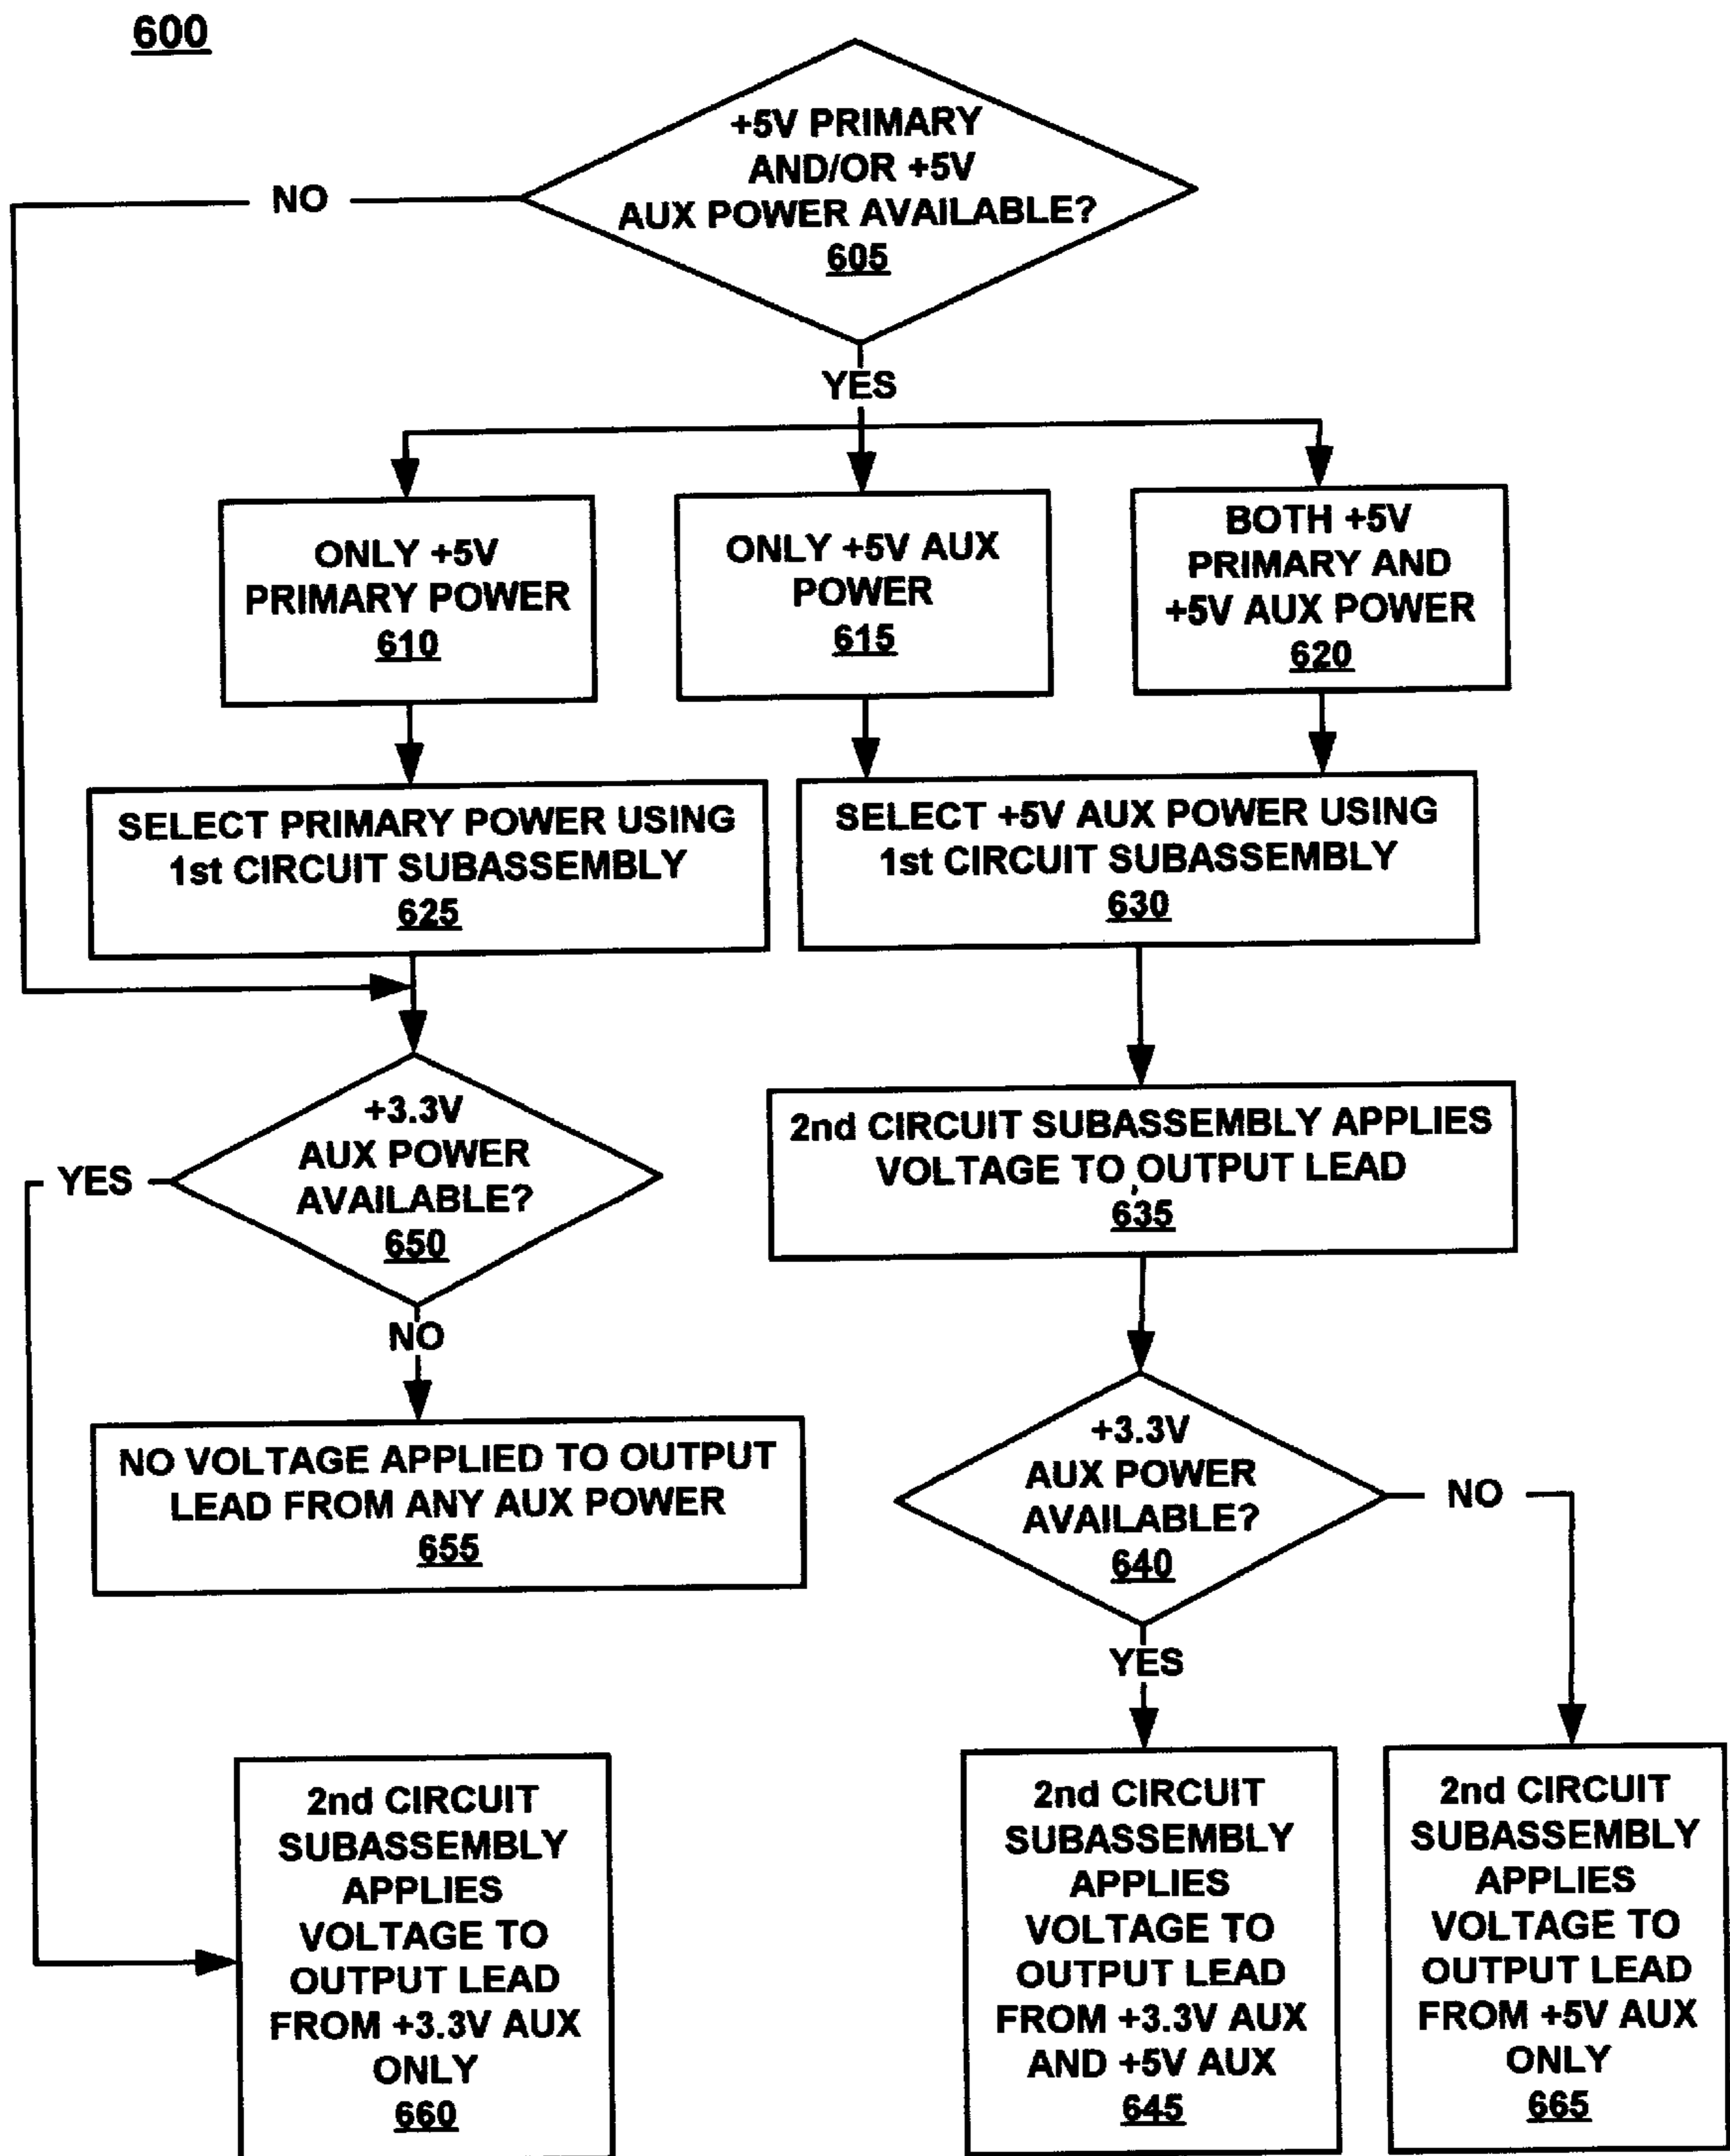 600
+5V PRIMARY
AND/OR +5V
AUX POWER AVAILABLE?
605
NO
YES
ONLY +5V
PRIMARY POWER
610
ONLY +5V AUX
POWER
615
BOTH +5V
PRIMARY AND
+5V AUX POWER
620
SELECT PRIMARY POWER USING
1st CIRCUIT SUBASSEMBLY
625
SELECT +5V AUX POWER USING
1st CIRCUIT SUBASSEMBLY
630
+3.3V
AUX POWER
AVAILABLE?
650
YES
NO
2nd CIRCUIT SUBASSEMBLY APPLIES
VOLTAGE TO OUTPUT LEAD
635
NO VOLTAGE APPLIED TO OUTPUT
LEAD FROM ANY AUX POWER
655
+3.3V
AUX POWER
AVAILABLE?
640
NO
YES
2nd CIRCUIT
SUBASSEMBLY
APPLIES
VOLTAGE TO
OUTPUT LEAD
FROM +3.3V AUX
ONLY
660
2nd CIRCUIT
SUBASSEMBLY
APPLIES
VOLTAGE TO
OUTPUT LEAD
FROM +3.3V AUX
AND +5V AUX
645
2nd CIRCUIT
SUBASSEMBLY
APPLIES
VOLTAGE TO
OUTPUT LEAD
FROM +5V AUX
ONLY
665